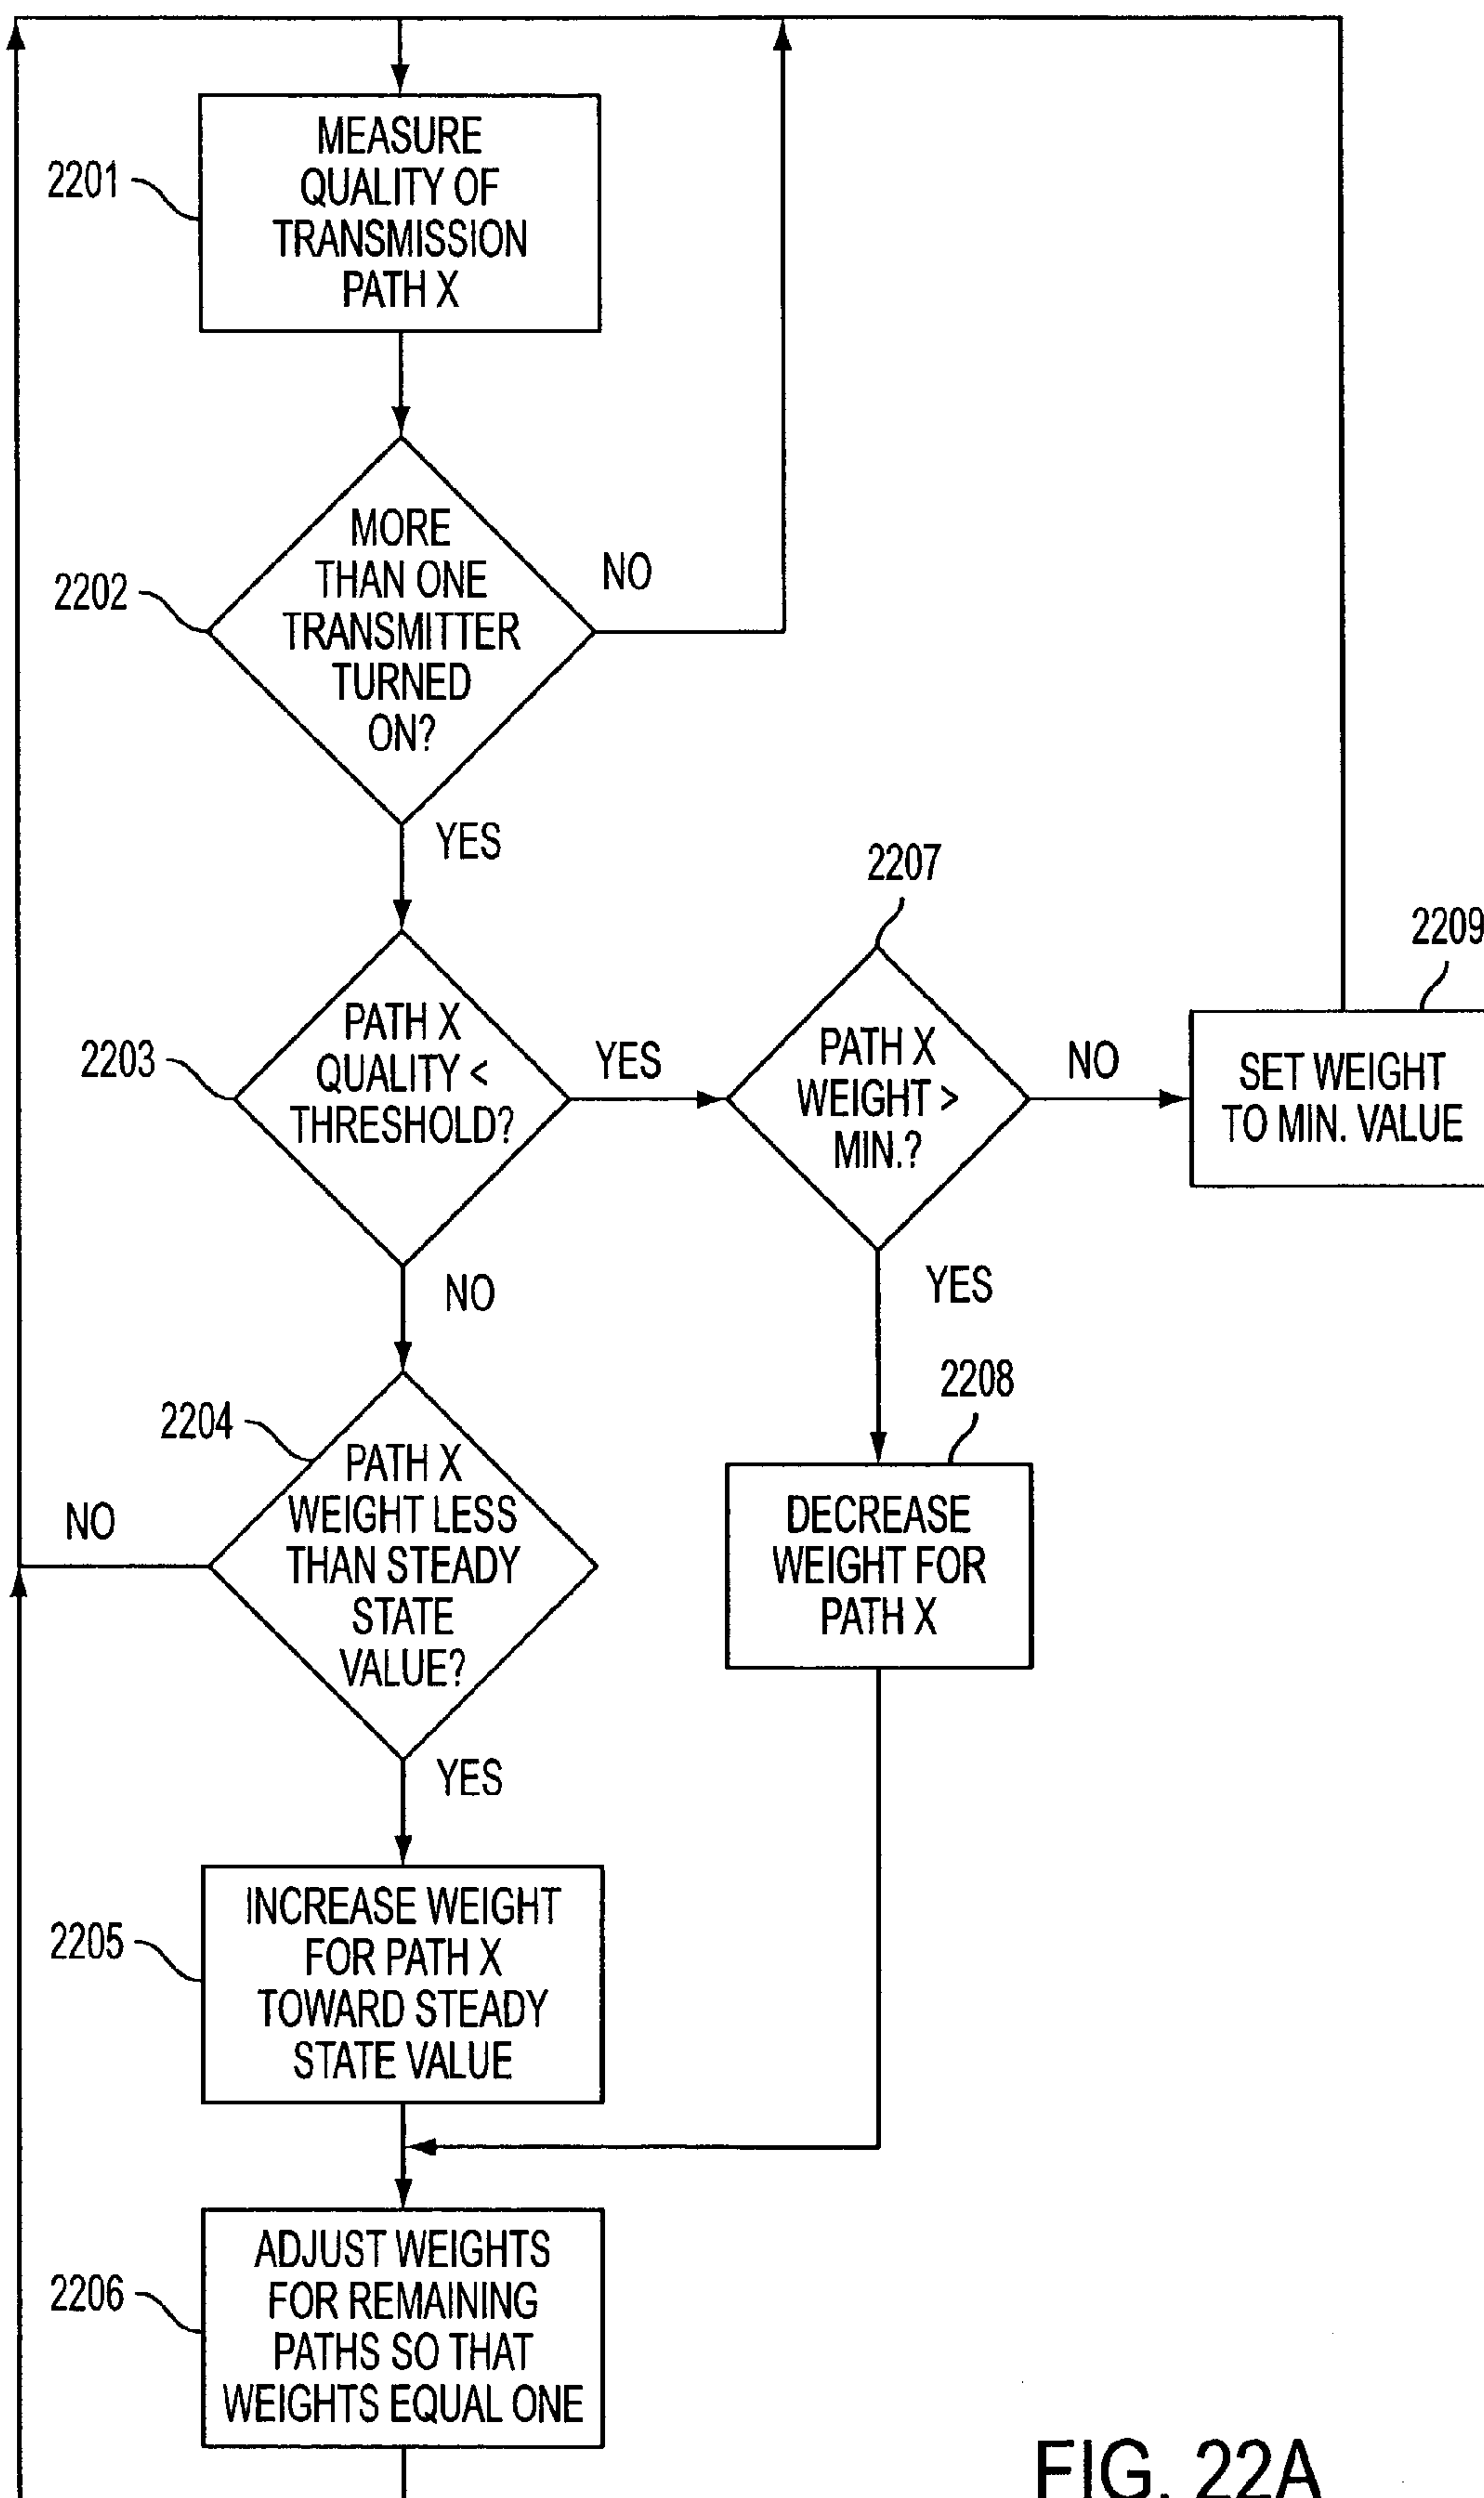 2201
MEASURE
QUALITY OF
TRANSMISSION
PATH X
2202
MORE
THAN ONE
TRANSMITTER
TURNED
ON?
NO
YES
2203
PATH X
QUALITY <
THRESHOLD?
YES
2207
PATH X
WEIGHT >
MIN.?
NO
2209
SET WEIGHT
TO MIN. VALUE
NO
YES
2204
PATH X
WEIGHT LESS
THAN STEADY
STATE
VALUE?
NO
2208
DECREASE
WEIGHT FOR
PATH X
YES
2205
INCREASE WEIGHT
FOR PATH X
TOWARD STEADY
STATE VALUE
2206
ADJUST WEIGHTS
FOR REMAINING
PATHS SO THAT
WEIGHTS EQUAL ONE
FIG. 22A